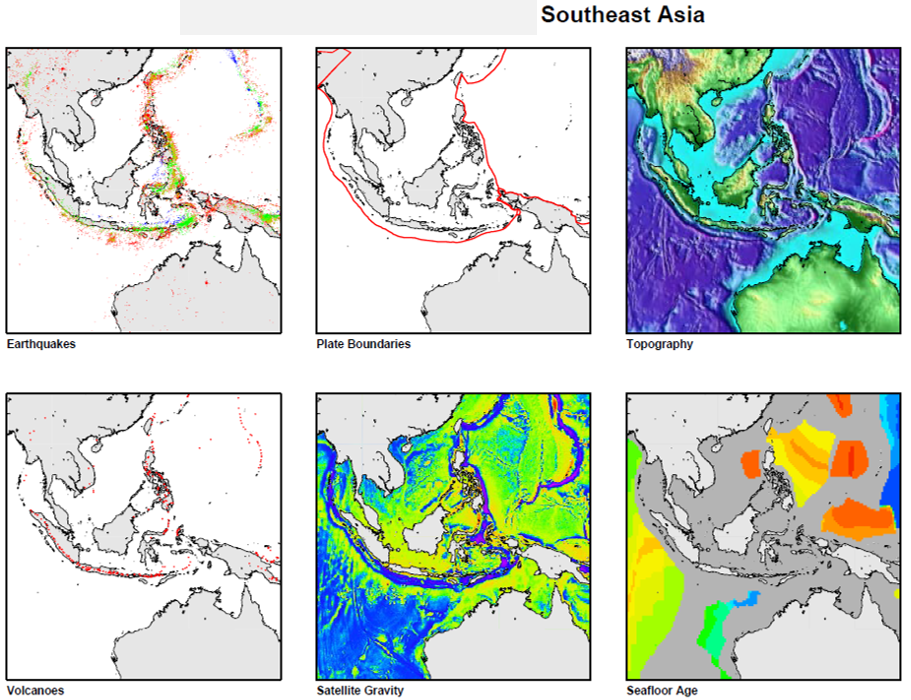 Southeast Asia
Earthquakes
Plate Boundaries
Topography
Volcanoes
Satellite Gravity
Seafloor Age